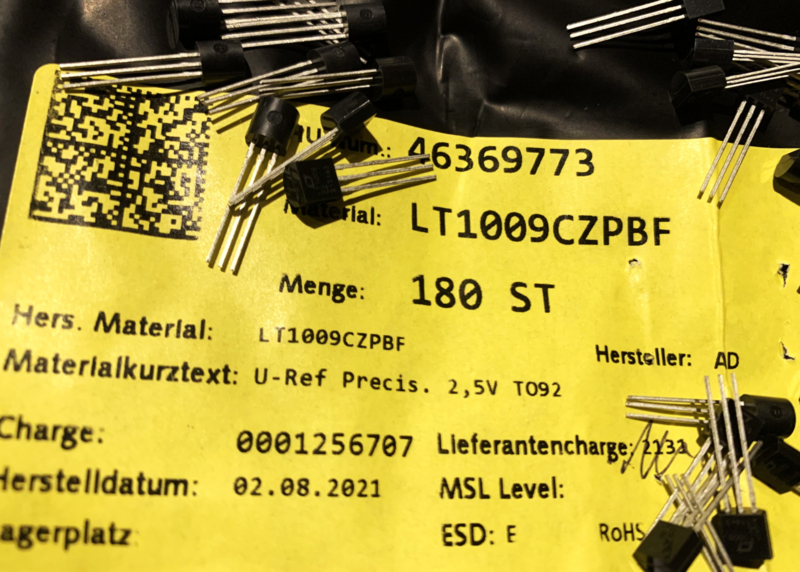 46369773
Material: LT1009CZPBF
Menge: 180 ST
Hers. Material: LT1009CZPBF
Hersteller: AD
Materialkurztext: U-Ref Precis. 2,5V TO92
Charge: 0001256707 Lieferantencharge: 2133
Herstelldatum: 02.08.2021 MSL Level:
agerplatz: ESD: E RoHS